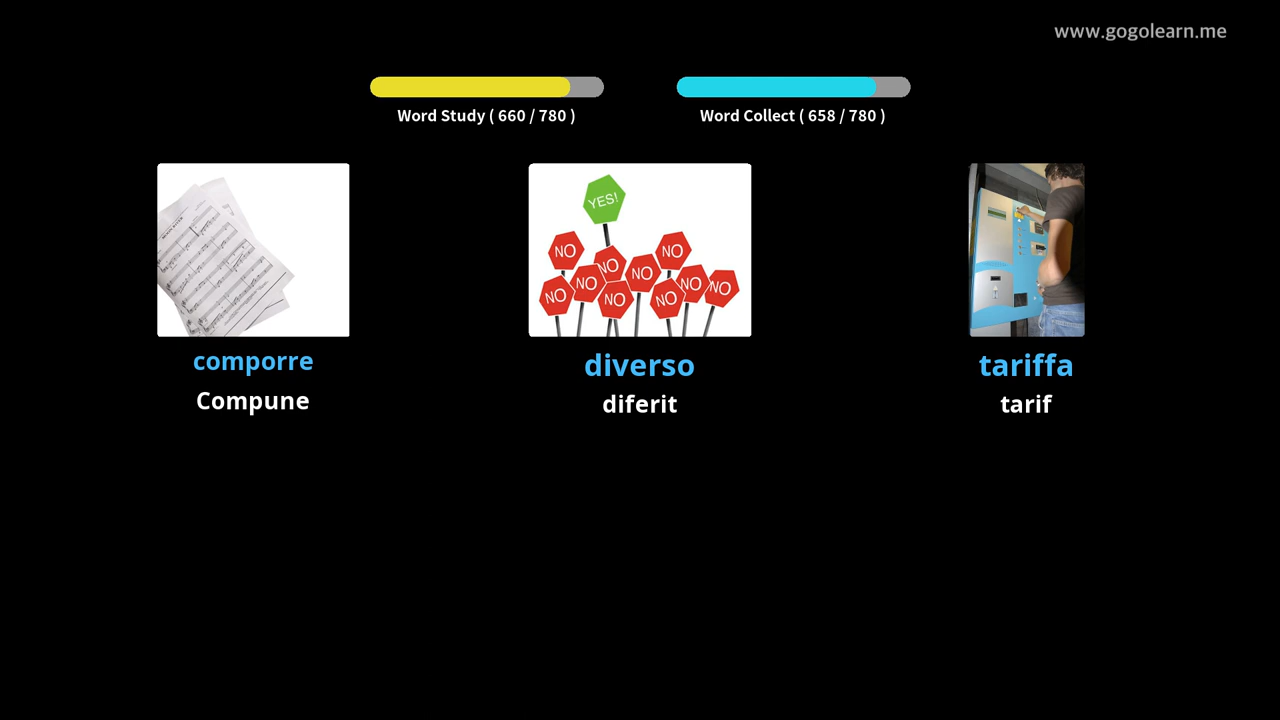 www.gogolearn.me
Word Study ( 660 / 780 )
Word Collect ( 658 / 780 )
YES!
NO
NO
NO
NO
NO
NO
NO
NO
NO
NO
comporre
diverso
tariffa
Compune
diferit
tarif